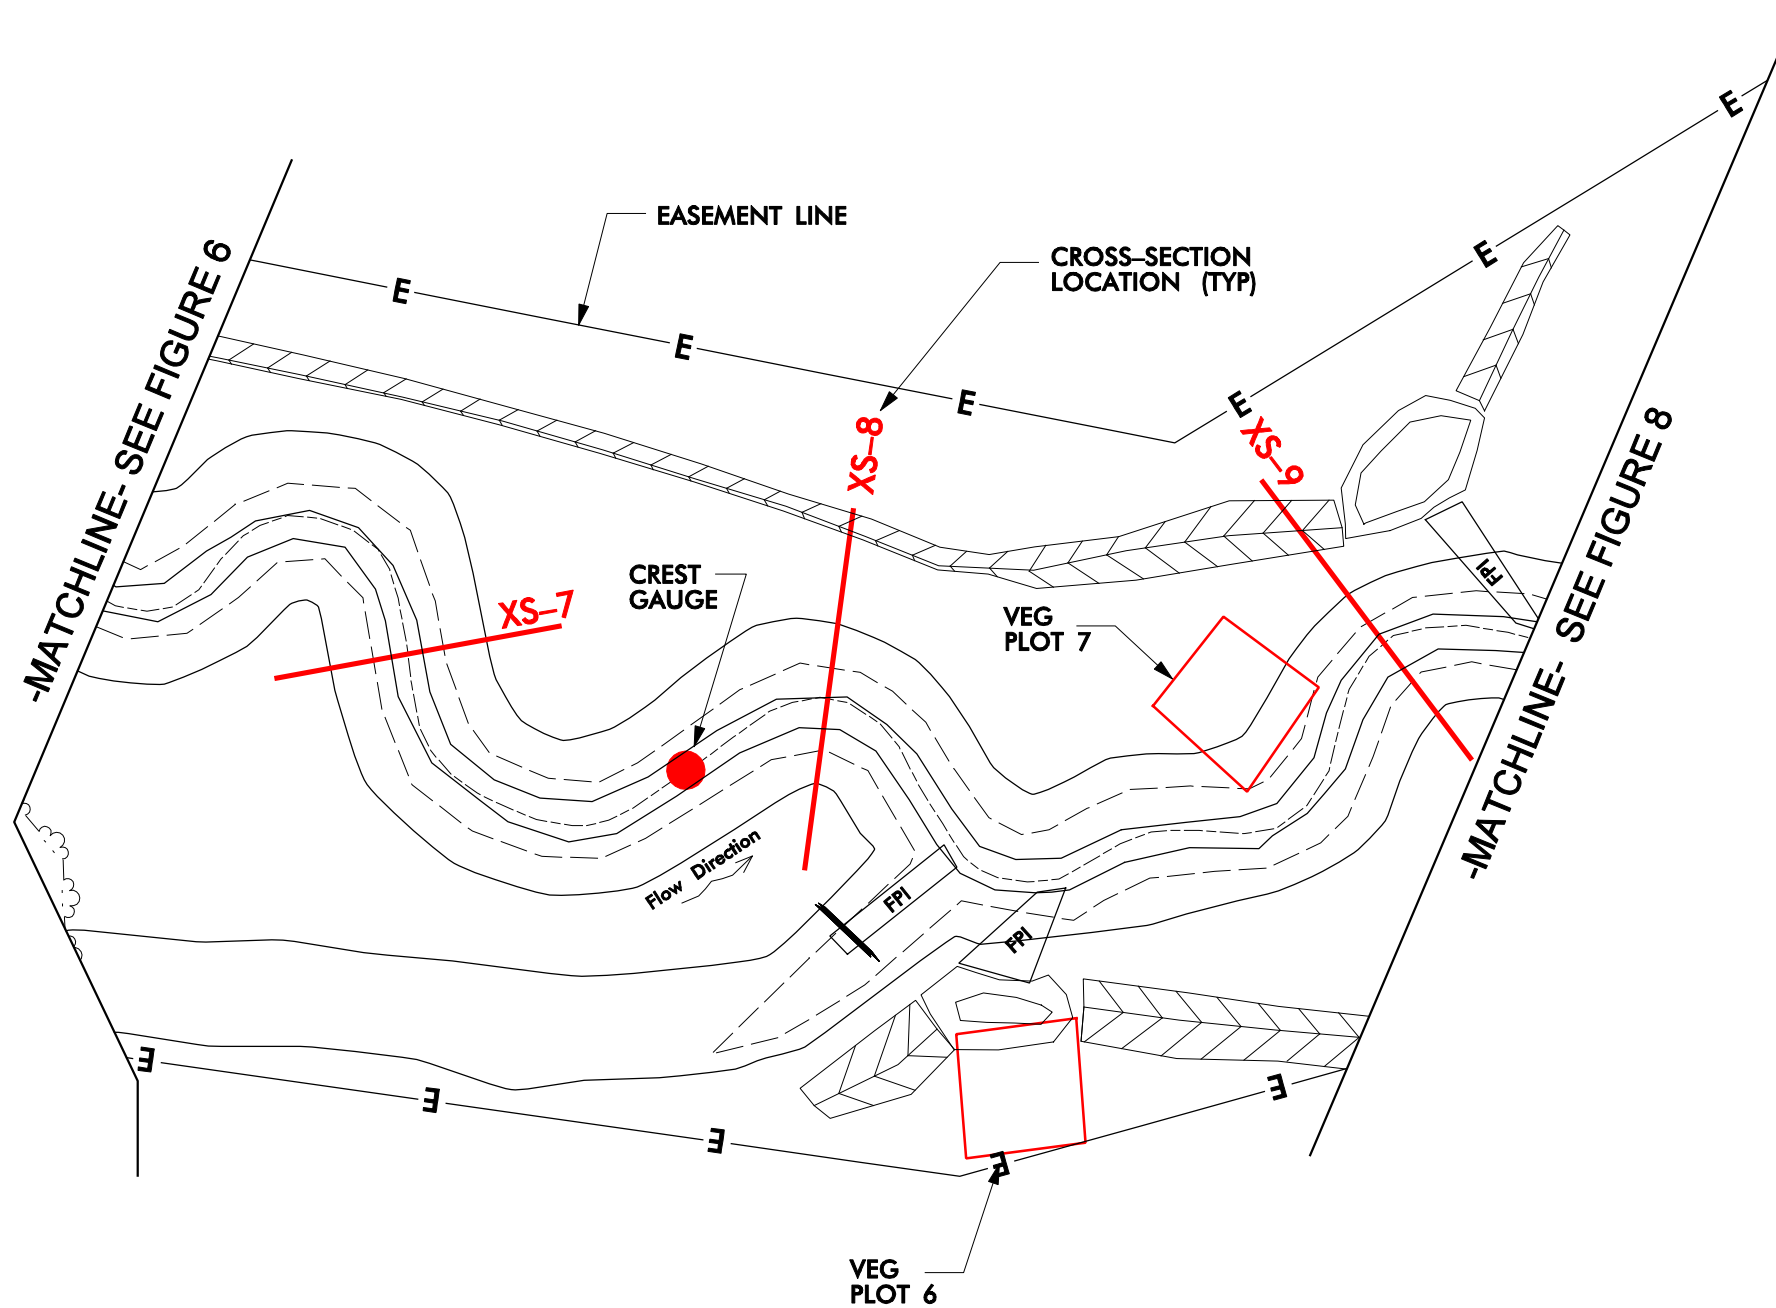 E
-MATCHLINE- SEE FIGURE 6
EASEMENT LINE
CROSS–SECTION
LOCATION (TYP)
E
E
E
E
E
XS–8
XS–9
-MATCHLINE- SEE FIGURE 8
CREST
GAUGE
XS–7
VEG
PLOT 7
FPI
Flow Direction
FPI
FPI
E
E
E
E
E
VEG
PLOT 6